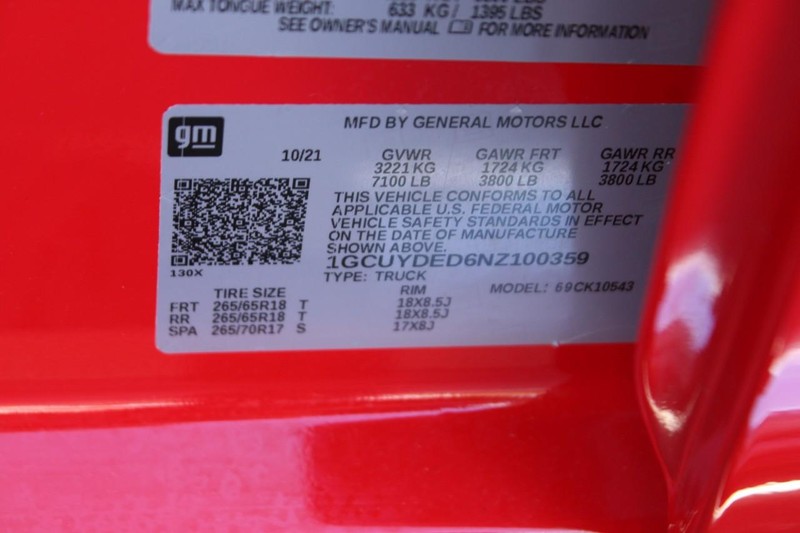 MAX TONGUE WEIGHT: 633 KG / 1395 LBS
SEE OWNER'S MANUAL FOR MORE INFORMATION
gm
MFD BY GENERAL MOTORS LLC
10/21 GVWR GAWR FRT GAWR RR
3221 KG 1724 KG 1724 KG
7100 LB 3800 LB 3800 LB
THIS VEHICLE CONFORMS TO ALL
APPLICABLE U.S. FEDERAL MOTOR
VEHICLE SAFETY STANDARDS IN EFFECT
ON THE DATE OF MANUFACTURE
SHOWN ABOVE.
130X
1GCUYDED6NZ100359
TYPE: TRUCK
MODEL: 69CK10543
TIRE SIZE RIM
FRT 265/65R18 T 18X8.5J
RR 265/65R18 T 18X8.5J
SPA 265/70R17 S 17X8J